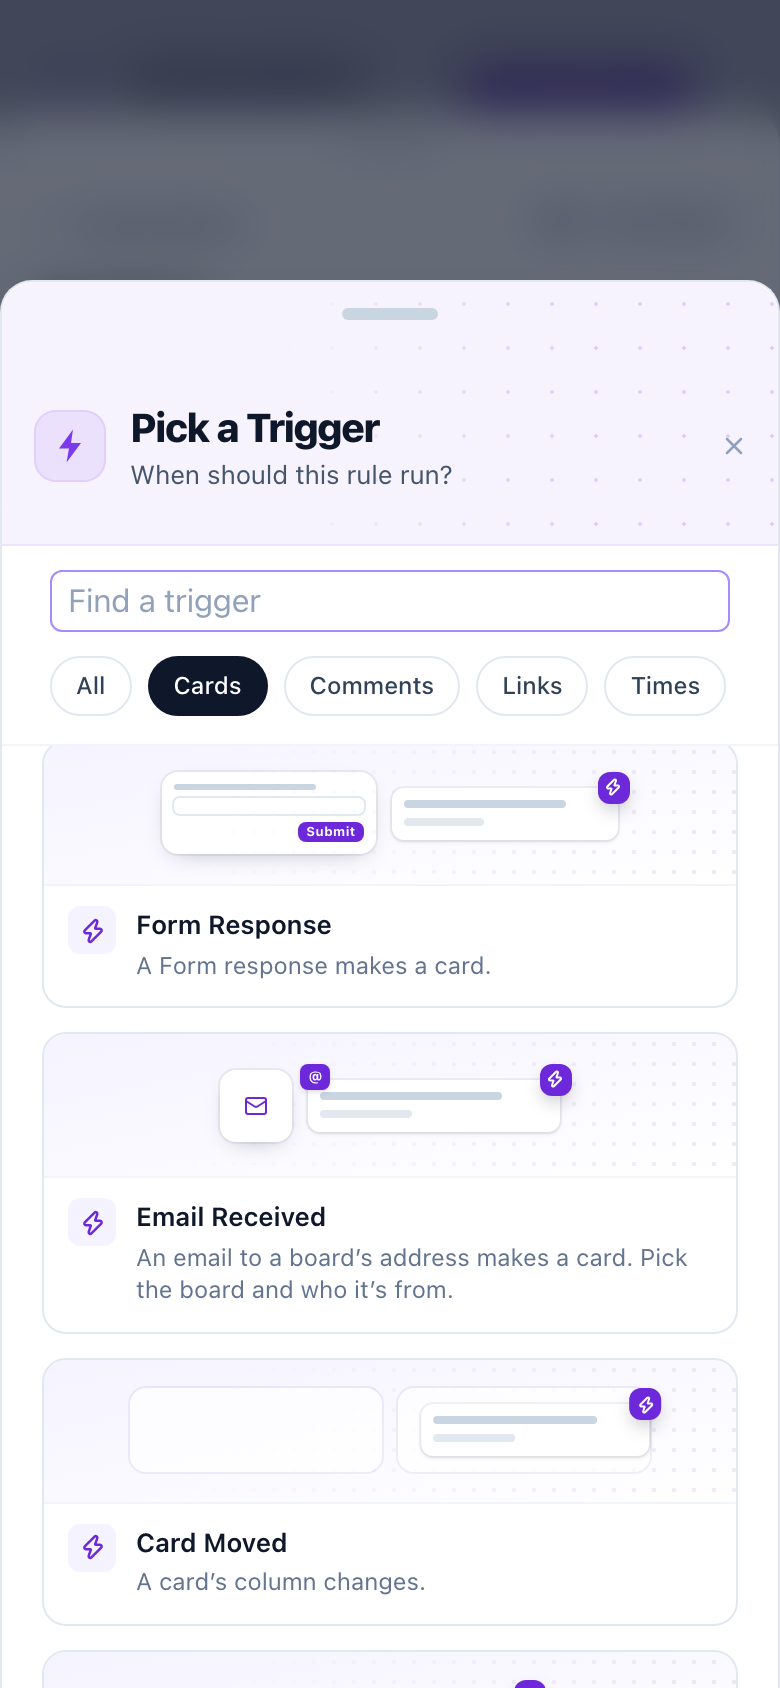 Pick a Trigger
When should this rule run?
Find a trigger
All
Cards
Comments
Links
Times
Submit
Form Response
A Form response makes a card.
@
Email Received
An email to a board’s address makes a card. Pick
the board and who it’s from.
Card Moved
A card’s column changes.